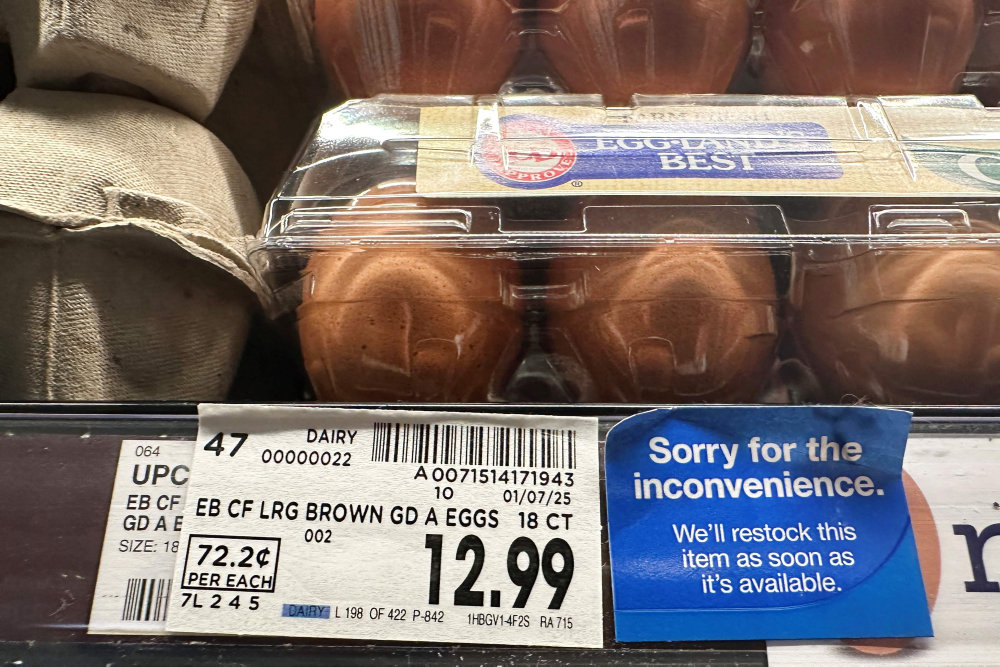 EGGLAND'S
BEST
APPROVED
®
47
DAIRY
00000022
A 0071514171943
10 01/07/25
EB CF LRG BROWN GD A EGGS 18 CT
002
72.2¢
PER EACH
12.99
7L 2 4 5
DAIRY L 198 OF 422 P-842 1HBGV1-4F2S RA 715
064
UPC
EB CF
GD A E
SIZE: 18
Sorry for the
inconvenience.
We'll restock this
item as soon as
it's available.